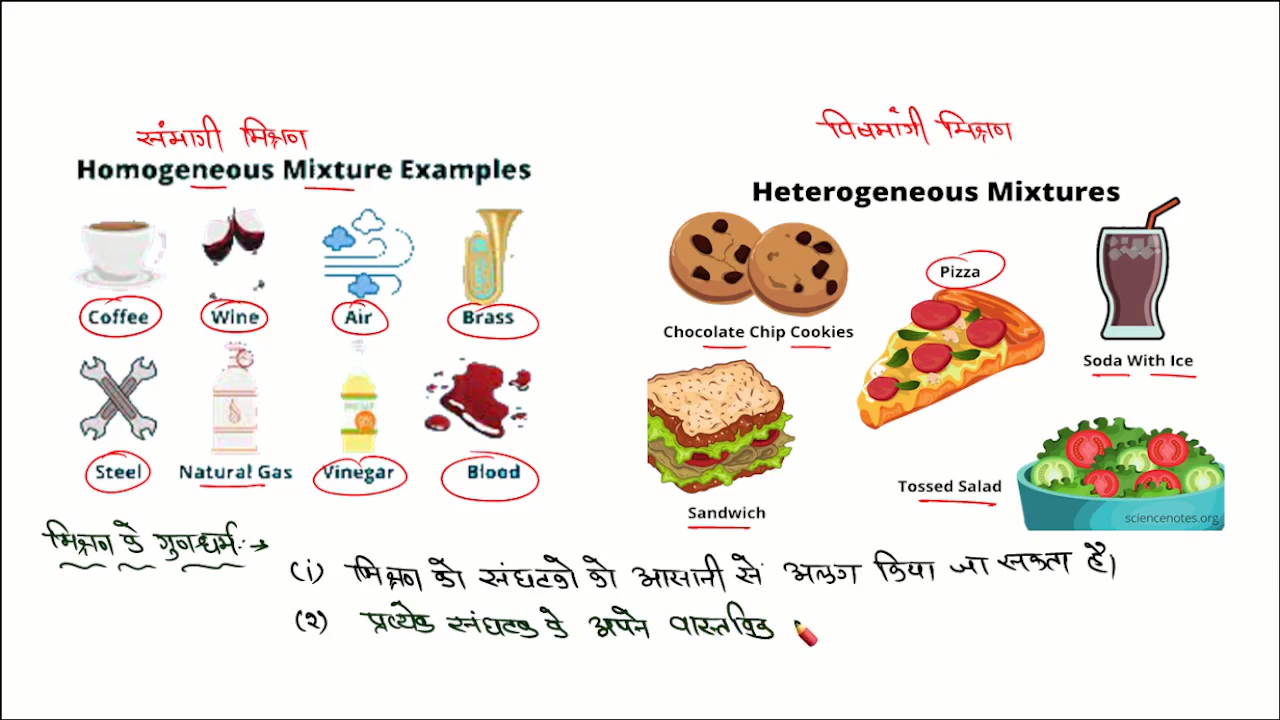 संमागी मिश्रण
Homogeneous Mixture Examples
Coffee Wine Air Brass
Steel Natural Gas Vinegar Blood
विषमांगी मिश्रण
Heterogeneous Mixtures
Pizza
Chocolate Chip Cookies
Soda With Ice
Tossed Salad
Sandwich
sciencenotes.org
मिश्रण के गुणधर्म:→
(i) मिश्रण को संघटको को आसानी से अलग किया जा सकता है।
(२) प्रत्येक संघटक के अपने वास्तविक